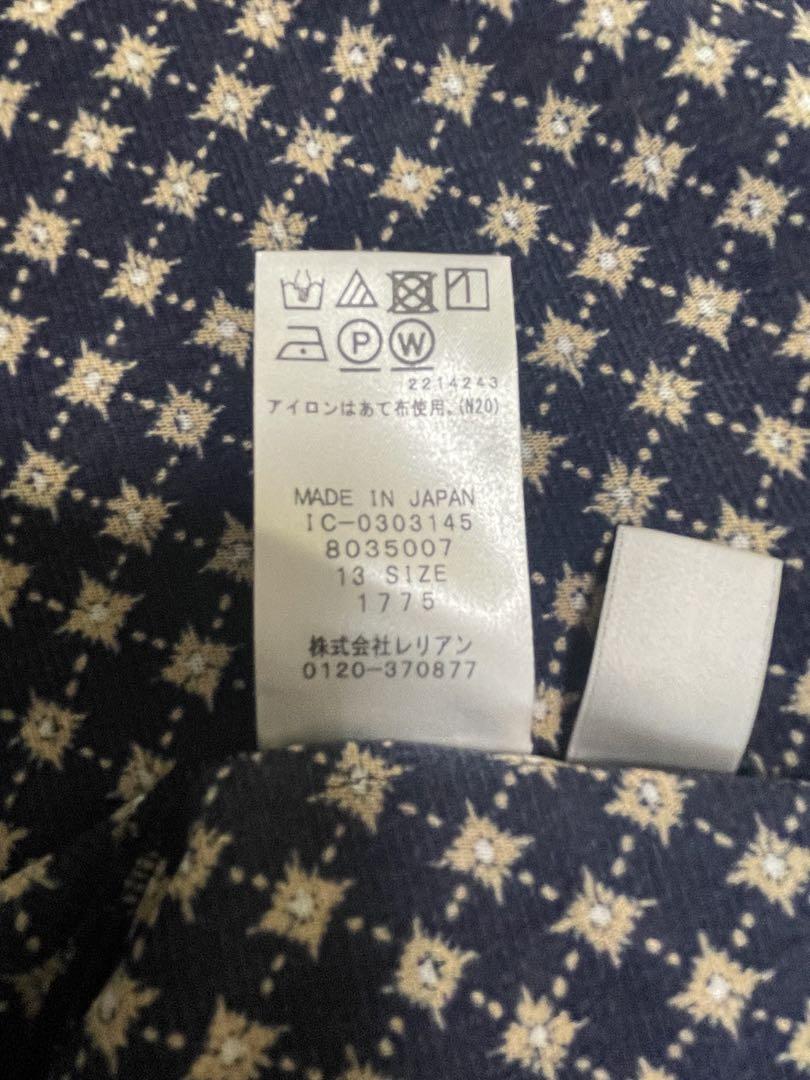 P W
2214243
アイロンはあて布使用。(N20)
MADE IN JAPAN
IC-0303145
8035007
13 SIZE
1775
株式会社レリアン
0120-370877